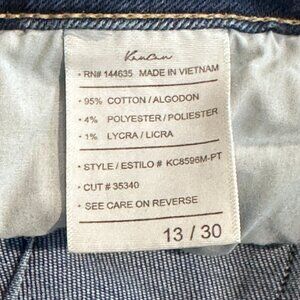 KanCan
• RN# 144635 MADE IN VIETNAM
• 95% COTTON / ALGODON
• 4% POLYESTER / POLIESTER
• 1% LYCRA / LICRA
• STYLE / ESTILO # KC8596M-PT
• CUT # 35340
• SEE CARE ON REVERSE
13 / 30